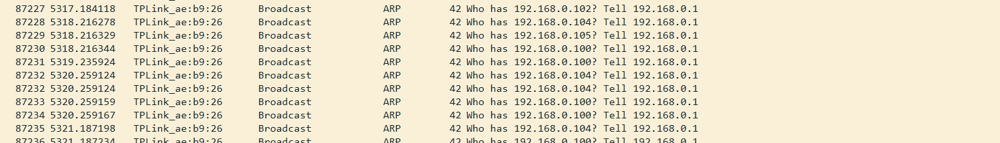 87227 5317.184118 TPLink_ae:b9:26 Broadcast ARP 42 Who has 192.168.0.102? Tell 192.168.0.1
87228 5318.216278 TPLink_ae:b9:26 Broadcast ARP 42 Who has 192.168.0.104? Tell 192.168.0.1
87229 5318.216329 TPLink_ae:b9:26 Broadcast ARP 42 Who has 192.168.0.105? Tell 192.168.0.1
87230 5318.216344 TPLink_ae:b9:26 Broadcast ARP 42 Who has 192.168.0.100? Tell 192.168.0.1
87231 5319.235924 TPLink_ae:b9:26 Broadcast ARP 42 Who has 192.168.0.100? Tell 192.168.0.1
87232 5320.259124 TPLink_ae:b9:26 Broadcast ARP 42 Who has 192.168.0.104? Tell 192.168.0.1
87232 5320.259124 TPLink_ae:b9:26 Broadcast ARP 42 Who has 192.168.0.104? Tell 192.168.0.1
87233 5320.259159 TPLink_ae:b9:26 Broadcast ARP 42 Who has 192.168.0.100? Tell 192.168.0.1
87234 5320.259167 TPLink_ae:b9:26 Broadcast ARP 42 Who has 192.168.0.100? Tell 192.168.0.1
87235 5321.187198 TPLink_ae:b9:26 Broadcast ARP 42 Who has 192.168.0.104? Tell 192.168.0.1
87236 5321.187234 TPLink_ae:b9:26 Broadcast ARP 42 Who has 192.168.0.100? Tell 192.168.0.1